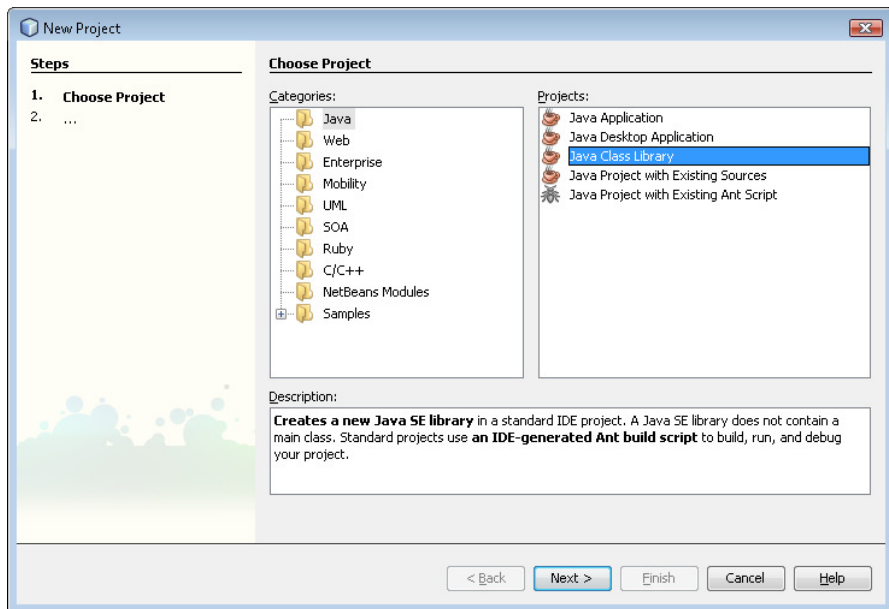 New Project
Steps
1. Choose Project
2. ...
Choose Project
Categories:
Java
Web
Enterprise
Mobility
UML
SOA
Ruby
C/C++
NetBeans Modules
Samples
Projects:
Java Application
Java Desktop Application
Java Class Library
Java Project with Existing Sources
Java Project with Existing Ant Script
Description:
Creates a new Java SE library in a standard IDE project. A Java SE library does not contain a
main class. Standard projects use an IDE-generated Ant build script to build, run, and debug
your project.
< Back
Next >
Finish
Cancel
Help